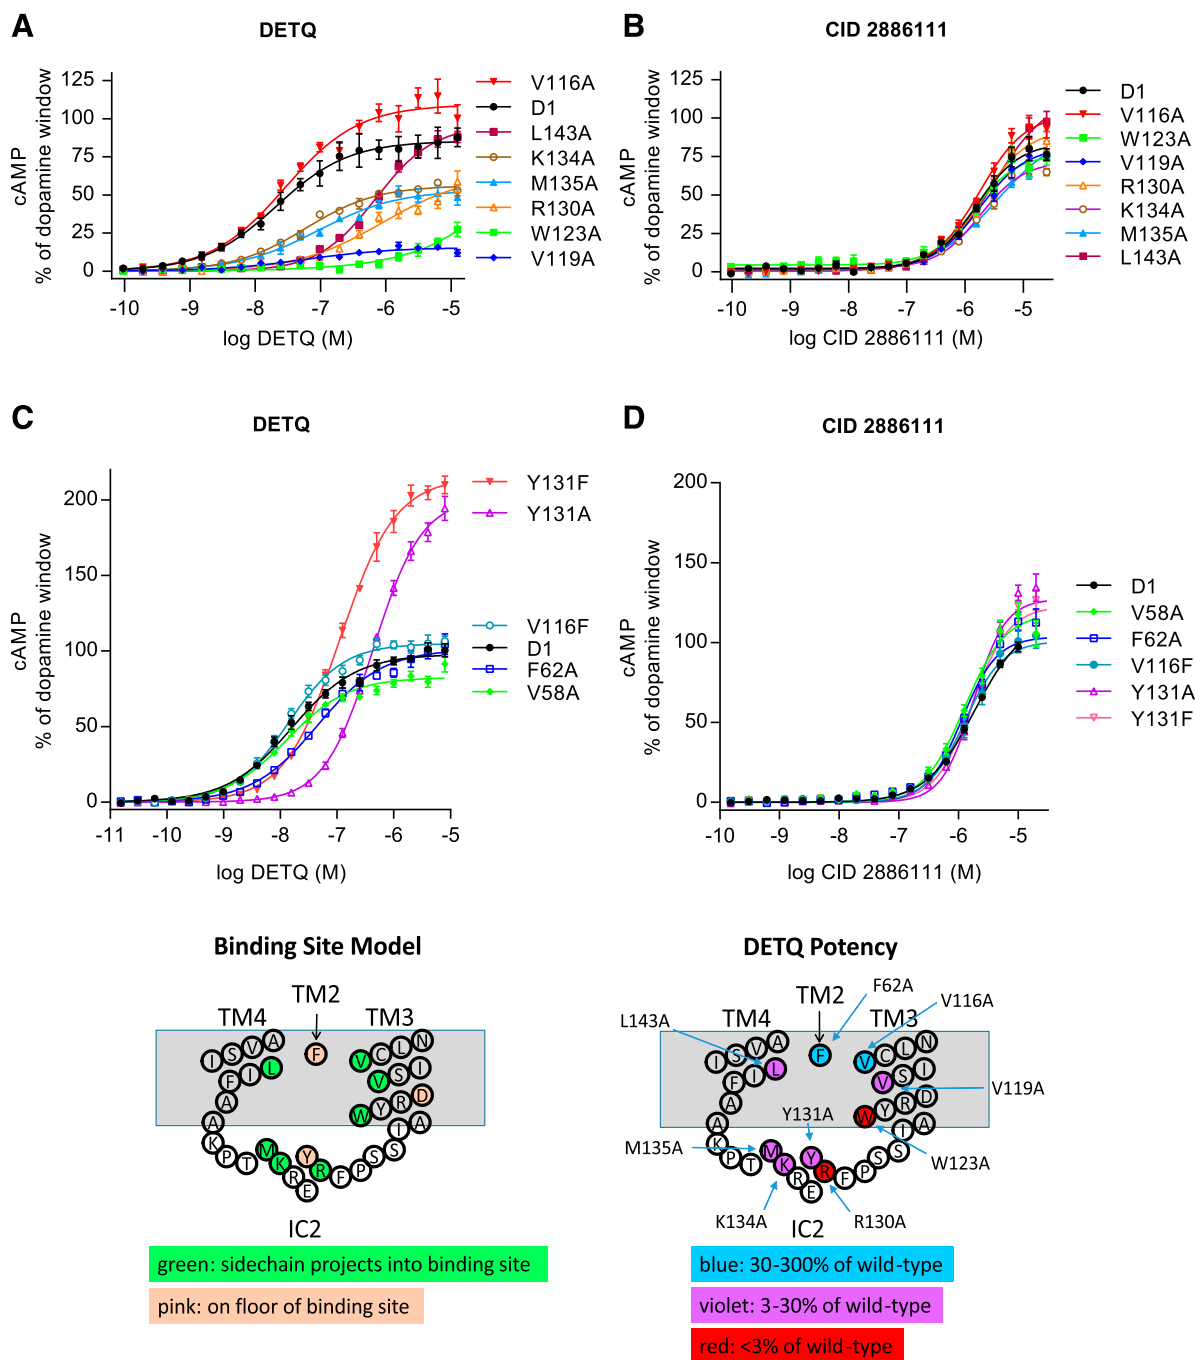 A
DETQ
cAMP
% of dopamine window
125
100
75
50
25
0
-10
-9
-8
-7
-6
-5
log DETQ (M)
V116A
D1
L143A
K134A
M135A
R130A
W123A
V119A
B
CID 2886111
cAMP
% of dopamine window
125
100
75
50
25
0
-10
-9
-8
-7
-6
-5
log CID 2886111 (M)
D1
V116A
W123A
V119A
R130A
K134A
M135A
L143A
C
DETQ
cAMP
% of dopamine window
200
150
100
50
0
-11
-10
-9
-8
-7
-6
-5
log DETQ (M)
Y131F
Y131A
V116F
D1
F62A
V58A
D
CID 2886111
cAMP
% of dopamine window
200
150
100
50
0
-10
-9
-8
-7
-6
-5
log CID 2886111 (M)
D1
V58A
F62A
V116F
Y131A
Y131F
Binding Site Model
TM2
TM4
TM3
I S V A
F
V C L N
F I L
V S I
A
W Y R D
A
I A
K P T M K R E R Y F P S S
IC2
green: sidechain projects into binding site
pink: on floor of binding site
DETQ Potency
F62A
TM2
V116A
L143A
TM4
TM3
I S V A
F
V C L N
F I L
V S I
V119A
A
W Y R D
Y131A
A
I A
M135A
K P T M K R E R Y F P S S
W123A
K134A
IC2
R130A
blue: 30-300% of wild-type
violet: 3-30% of wild-type
red: <3% of wild-type